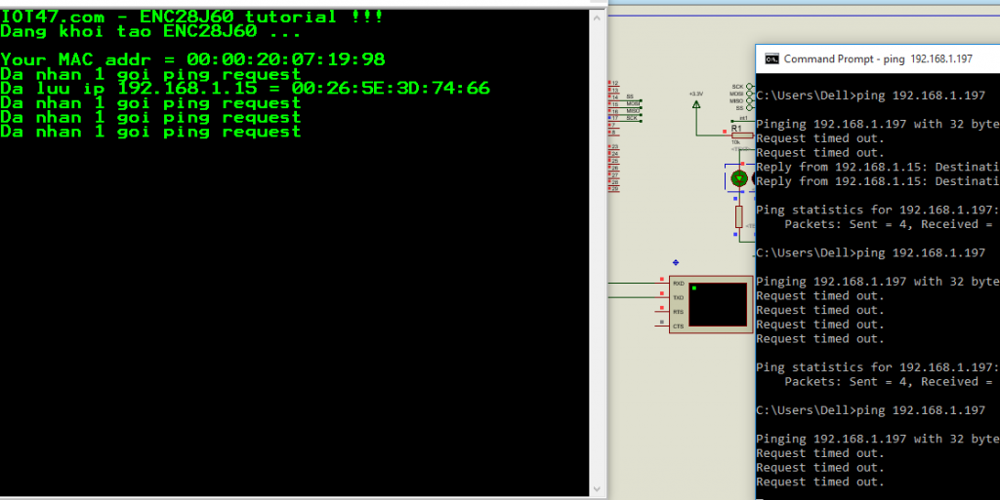 IOT47.com - ENC28J60 tutorial !!!
Dang khoi tao ENC28J60 ...
Your MAC addr = 00:00:20:07:19:98
Da nhan 1 goi ping request
Da luu ip 192.168.1.15 = 00:26:5E:3D:74:66
Da nhan 1 goi ping request
Da nhan 1 goi ping request
Da nhan 1 goi ping request
12
13
14
15
16
17
7
8
23
24
25
26
27
28
29
SS
MOSI
MISO
SCK
+3.3V
SCK
MOSI
MISO
SS
R1
10k
RXD
TXD
RTS
CTS
Command Prompt - ping 192.168.1.197
C:\Users\Dell>ping 192.168.1.197
Pinging 192.168.1.197 with 32 byte
Request timed out.
Request timed out.
Reply from 192.168.1.15: Destinati
Reply from 192.168.1.15: Destinati
Ping statistics for 192.168.1.197:
Packets: Sent = 4, Received =
C:\Users\Dell>ping 192.168.1.197
Pinging 192.168.1.197 with 32 byte
Request timed out.
Request timed out.
Request timed out.
Request timed out.
Ping statistics for 192.168.1.197:
Packets: Sent = 4, Received =
C:\Users\Dell>ping 192.168.1.197
Pinging 192.168.1.197 with 32 byte
Request timed out.
Request timed out.
Request timed out.